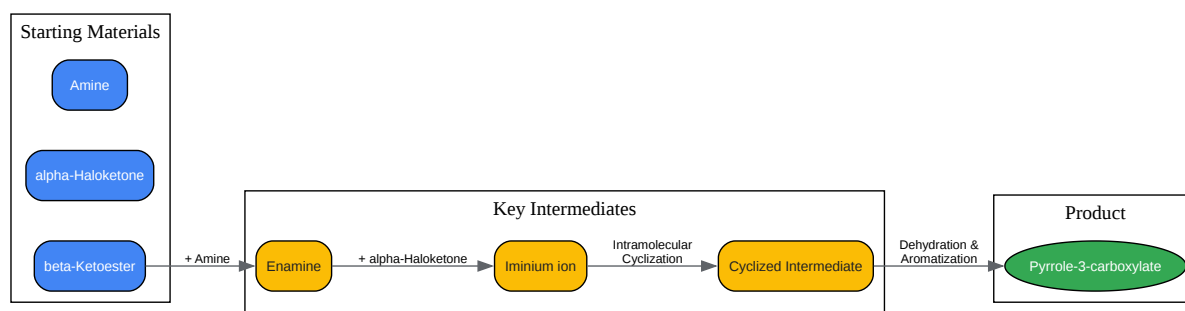 Starting Materials
Amine
alpha-Haloketone
beta-Ketoester
+ Amine
Key Intermediates
Enamine
+ alpha-Haloketone
Iminium ion
Intramolecular
Cyclization
Cyclized Intermediate
Dehydration &
Aromatization
Product
Pyrrole-3-carboxylate